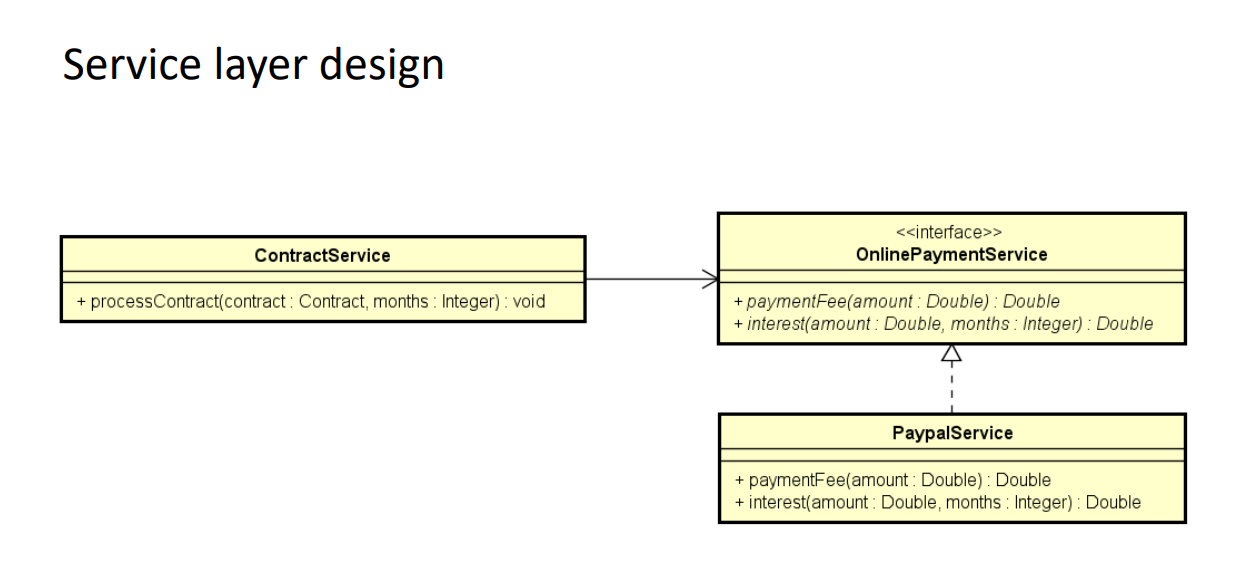 Service layer design
ContractService
+ processContract(contract : Contract, months : Integer) : void
<<interface>>
OnlinePaymentService
+ paymentFee(amount : Double) : Double
+ interest(amount : Double, months : Integer) : Double
PaypalService
+ paymentFee(amount : Double) : Double
+ interest(amount : Double, months : Integer) : Double